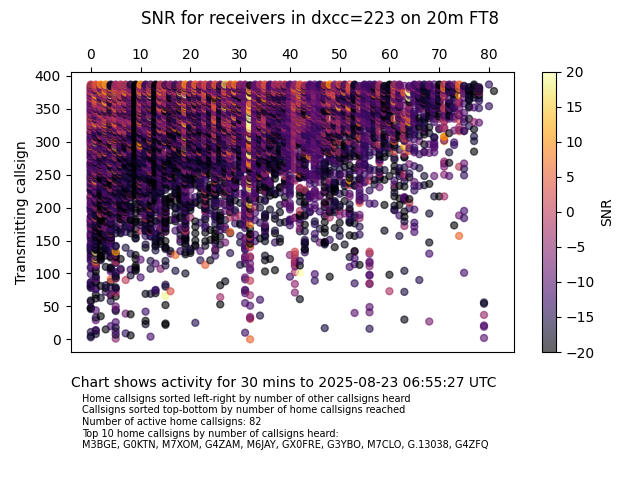 SNR for receivers in dxcc=223 on 20m FT8
0 10 20 30 40 50 60 70 80
400
350
300
250
200
150
100
50
0
Transmitting callsign
20
15
10
5
0
−5
−10
−15
−20
SNR
Chart shows activity for 30 mins to 2025-08-23 06:55:27 UTC
Home callsigns sorted left-right by number of other callsigns heard
Callsigns sorted top-bottom by number of home callsigns reached
Number of active home callsigns: 82
Top 10 home callsigns by number of callsigns heard:
M3BGE, G0KTN, M7XOM, G4ZAM, M6JAY, GX0FRE, G3YBO, M7CLO, G.13038, G4ZFQ